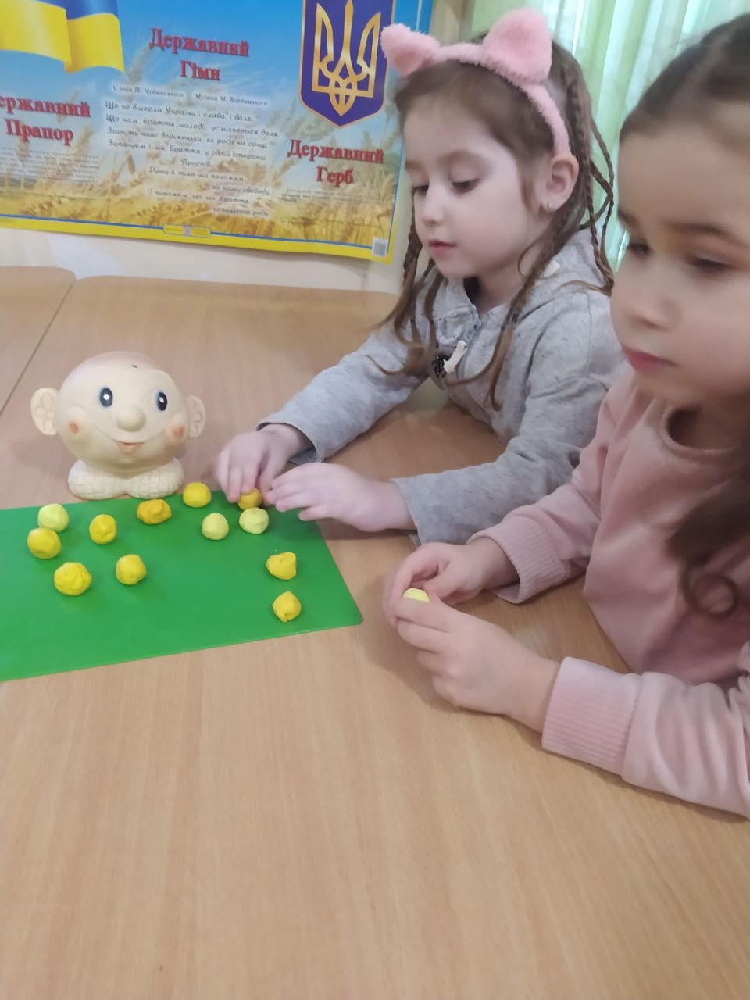 Державний
Гімн
Слова П. Чубинського Музика М. Вербицького
Ще не вмерла України і слава, і воля,
Ще нам, браття молодії, усміхнеться доля.
Згинуть наші воріженьки, як роса на сонці,
Запануєм і ми, браття, у своїй сторонці.
Приспів:
Душу й тіло ми положим
за нашу свободу
І покажем, що ми, браття,
козацького роду
ержавний
Прапор
Державний
Герб